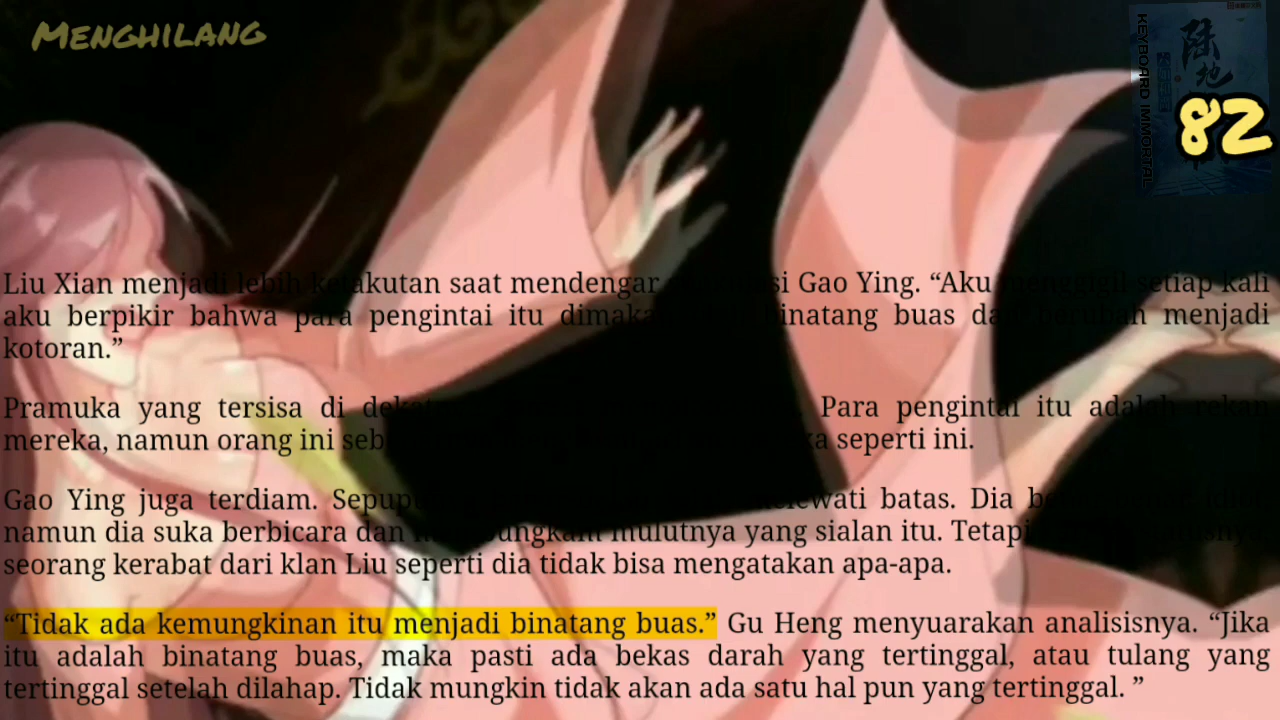 Menghilang
陸地
KEYBOARD IMMORTAL
82
Liu Xian menjadi lebih ketakutan saat mendengar Gao Ying. “Aku menggigil setiap kali
aku berpikir bahwa para pengintai itu dimakan binatang buas dan berubah menjadi
kotoran.”
Pramuka yang tersisa di Para pengintai itu adalah rekan
mereka, namun orang ini seperti ini.
Gao Ying juga terdiam. melewati batas. Dia
namun dia suka berbicara dan mulutnya yang sialan itu. Tetapi
seorang kerabat dari klan Liu seperti dia tidak bisa mengatakan apa-apa.
“Tidak ada kemungkinan itu menjadi binatang buas.” Gu Heng menyuarakan analisisnya. “Jika
itu adalah binatang buas, maka pasti ada bekas darah yang tertinggal, atau tulang yang
tertinggal setelah dilahap. Tidak mungkin tidak akan ada satu hal pun yang tertinggal. ”